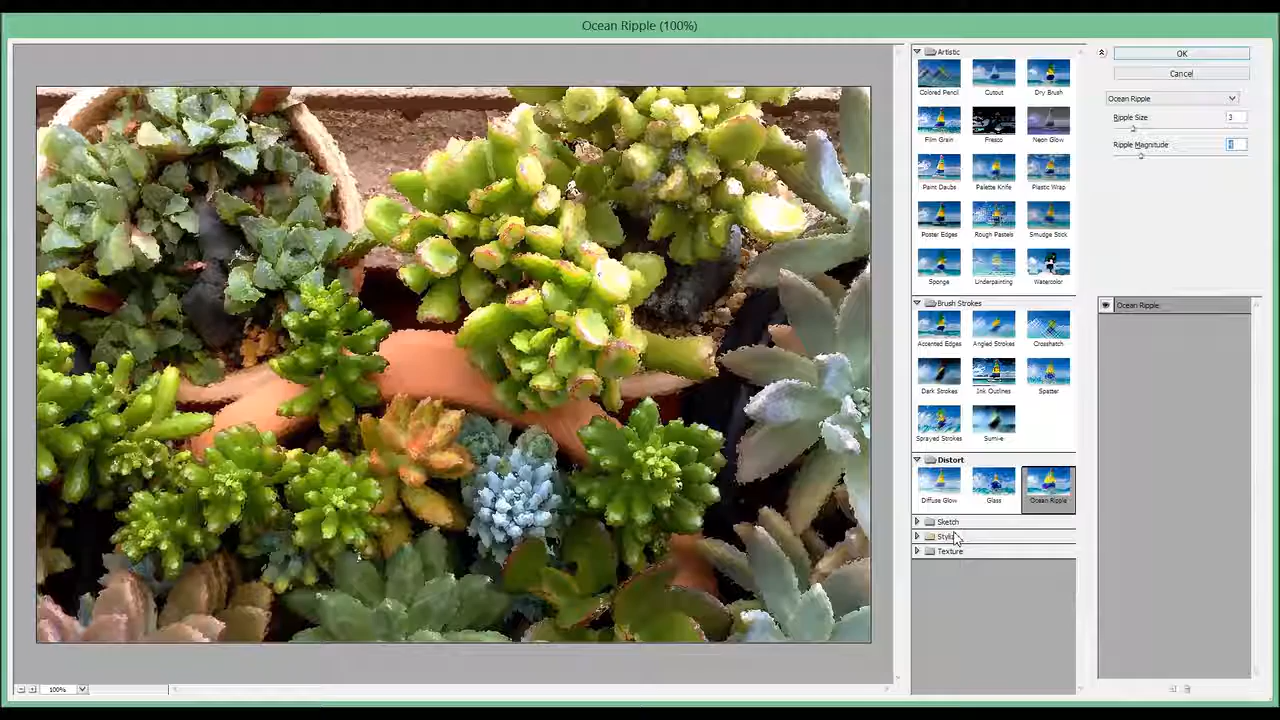 Ocean Ripple (100%)
Artistic
Colored Pencil Cutout Dry Brush
Film Grain Fresco Neon Glow
Paint Daubs Palette Knife Plastic Wrap
Poster Edges Rough Pastels Smudge Stick
Sponge Underpainting Watercolor
Brush Strokes
Accented Edges Angled Strokes Crosshatch
Dark Strokes Ink Outlines Spatter
Sprayed Strokes Sumi-e
Distort
Diffuse Glow Glass Ocean Ripple
Sketch
Texture
OK
Cancel
Ocean Ripple
Ripple Size 3
Ripple Magnitude
Ocean Ripple
100%